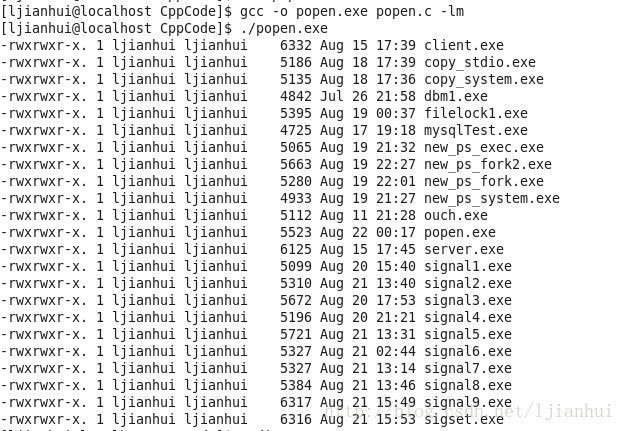 [ljianhui@localhost CppCode]$ gcc -o popen.exe popen.c -lm
[ljianhui@localhost CppCode]$ ./popen.exe
-rwxrwxr-x. 1 ljianhui ljianhui    6332 Aug 15 17:39 client.exe
-rwxrwxr-x. 1 ljianhui ljianhui    5186 Aug 18 17:39 copy_stdio.exe
-rwxrwxr-x. 1 ljianhui ljianhui    5135 Aug 18 17:36 copy_system.exe
-rwxrwxr-x. 1 ljianhui ljianhui    4842 Jul 26 21:58 dbm1.exe
-rwxrwxr-x. 1 ljianhui ljianhui    5395 Aug 19 00:37 filelock1.exe
-rwxrwxr-x. 1 ljianhui ljianhui    4725 Aug 17 19:18 mysqlTest.exe
-rwxrwxr-x. 1 ljianhui ljianhui    5065 Aug 19 21:32 new_ps_exec.exe
-rwxrwxr-x. 1 ljianhui ljianhui    5663 Aug 19 22:27 new_ps_fork2.exe
-rwxrwxr-x. 1 ljianhui ljianhui    5280 Aug 19 22:01 new_ps_fork.exe
-rwxrwxr-x. 1 ljianhui ljianhui    4933 Aug 19 21:27 new_ps_system.exe
-rwxrwxr-x. 1 ljianhui ljianhui    5112 Aug 11 21:28 ouch.exe
-rwxrwxr-x. 1 ljianhui ljianhui    5523 Aug 22 00:17 popen.exe
-rwxrwxr-x. 1 ljianhui ljianhui    6125 Aug 15 17:45 server.exe
-rwxrwxr-x. 1 ljianhui ljianhui    5099 Aug 20 15:40 signal1.exe
-rwxrwxr-x. 1 ljianhui ljianhui    5310 Aug 21 13:40 signal2.exe
-rwxrwxr-x. 1 ljianhui ljianhui    5672 Aug 20 17:53 signal3.exe
-rwxrwxr-x. 1 ljianhui ljianhui    5196 Aug 20 21:21 signal4.exe
-rwxrwxr-x. 1 ljianhui ljianhui    5721 Aug 21 13:31 signal5.exe
-rwxrwxr-x. 1 ljianhui ljianhui    5327 Aug 21 02:44 signal6.exe
-rwxrwxr-x. 1 ljianhui ljianhui    5327 Aug 21 13:14 signal7.exe
-rwxrwxr-x. 1 ljianhui ljianhui    5384 Aug 21 13:46 signal8.exe
-rwxrwxr-x. 1 ljianhui ljianhui    6317 Aug 21 15:49 signal9.exe
-rwxrwxr-x. 1 ljianhui ljianhui    6316 Aug 21 15:53 sigset.exe
http://blog.csdn.net/ljianhui